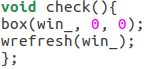 void check(){
box(win_, 0, 0);
wrefresh(win_);
};